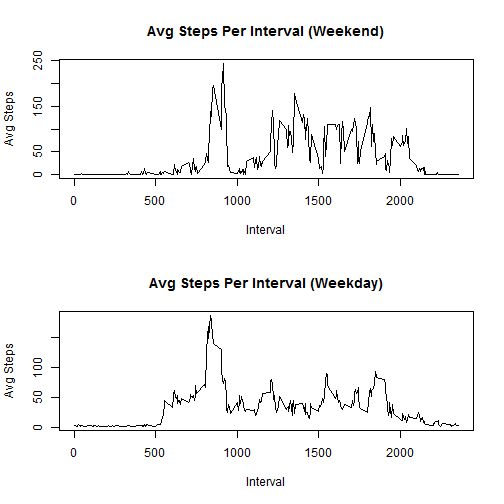 Avg Steps Per Interval (Weekend)
Avg Steps
250
150
50
0
0 500 1000 1500 2000
Interval
Avg Steps Per Interval (Weekday)
Avg Steps
100
50
0
0 500 1000 1500 2000
Interval